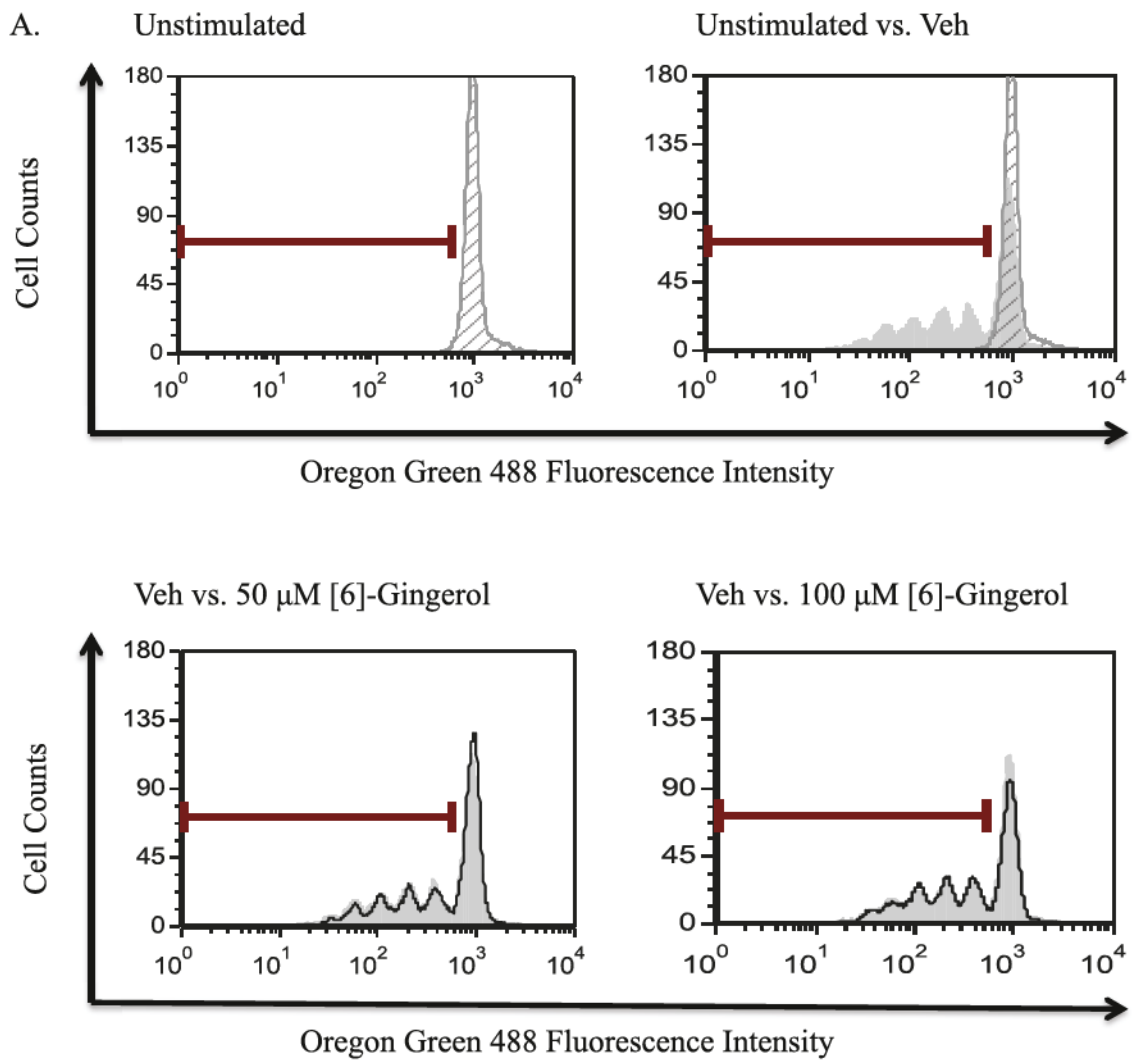 A.
Unstimulated
Unstimulated vs. Veh
180
135
90
45
0
10⁰ 10¹ 10² 10³ 10⁴
180
135
90
45
0
10⁰ 10¹ 10² 10³ 10⁴
Cell Counts
Oregon Green 488 Fluorescence Intensity
Veh vs. 50 μM [6]-Gingerol
Veh vs. 100 μM [6]-Gingerol
180
135
90
45
0
10⁰ 10¹ 10² 10³ 10⁴
180
135
90
45
0
10⁰ 10¹ 10² 10³ 10⁴
Cell Counts
Oregon Green 488 Fluorescence Intensity